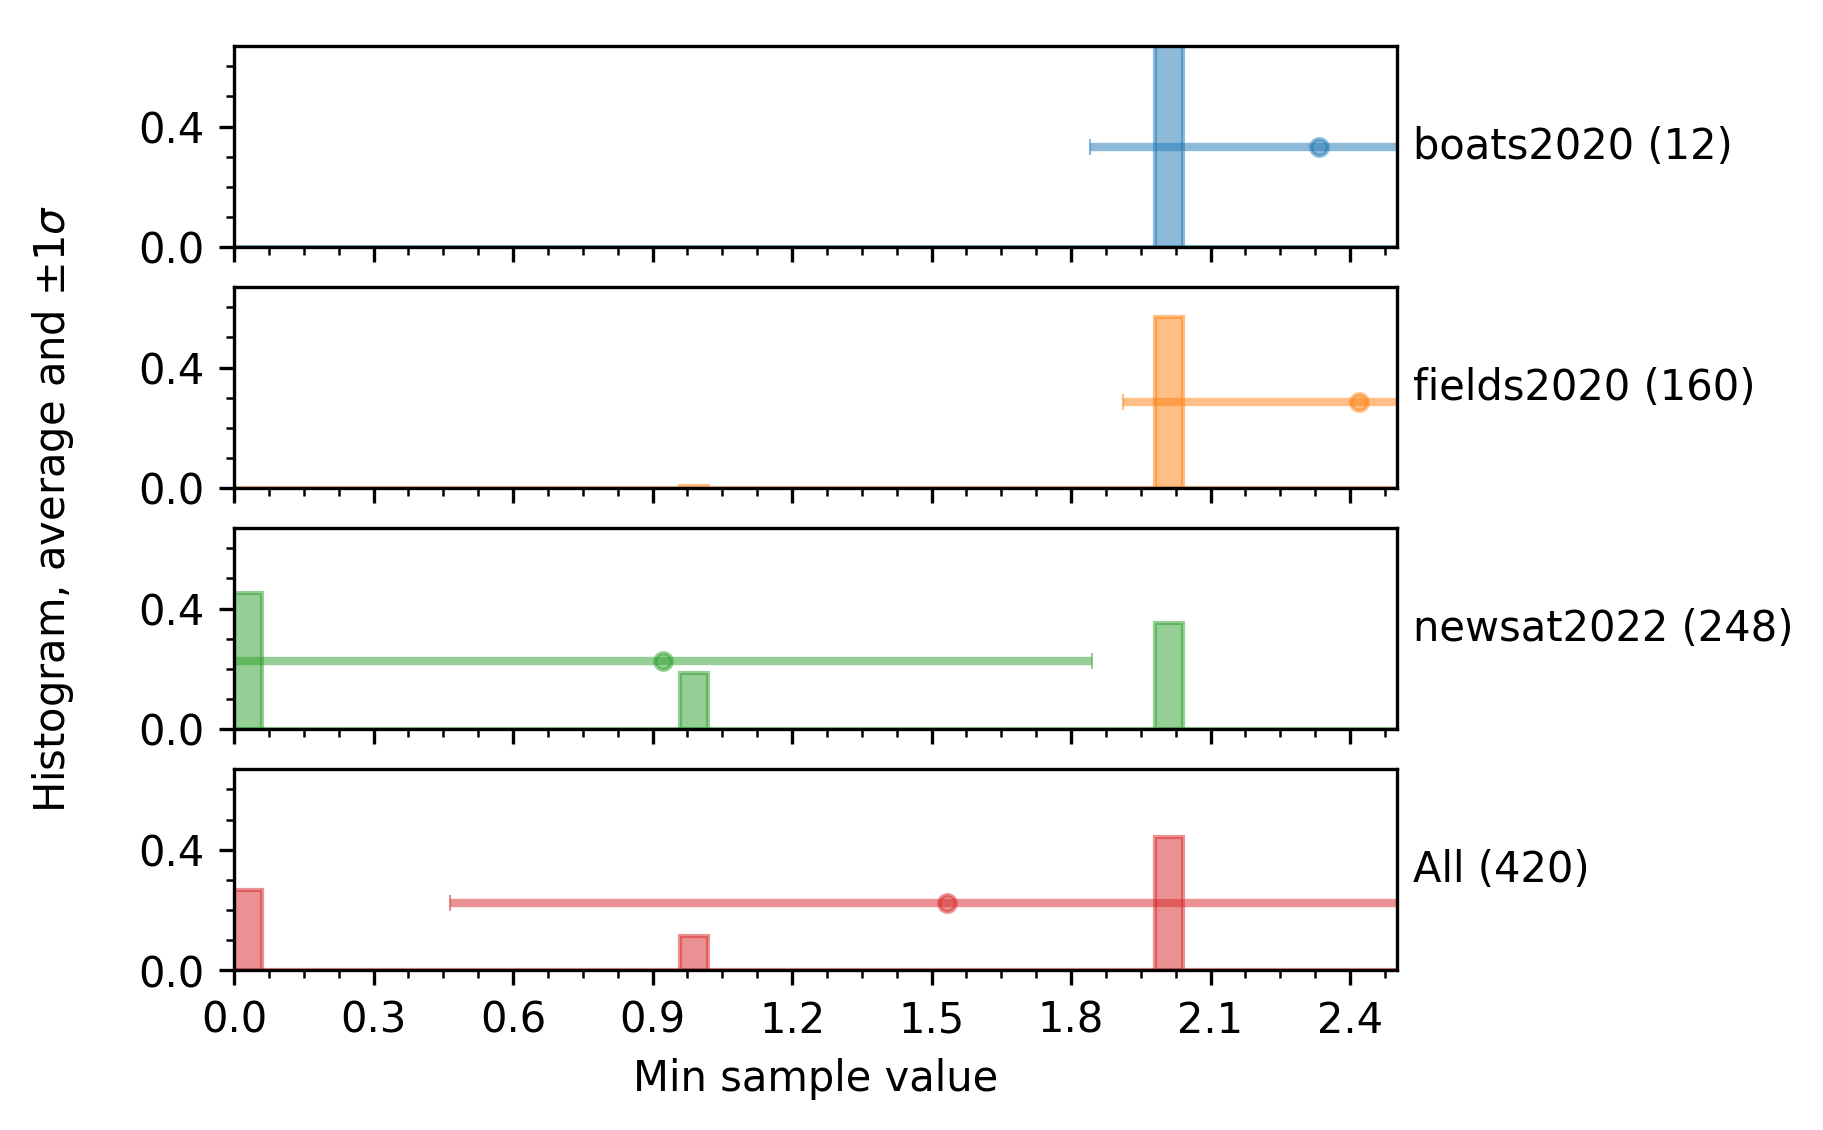 Histogram, average and ±1σ
0.4
0.0
boats2020 (12)
0.4
0.0
fields2020 (160)
0.4
0.0
newsat2022 (248)
0.4
0.0
All (420)
0.0 0.3 0.6 0.9 1.2 1.5 1.8 2.1 2.4
Min sample value